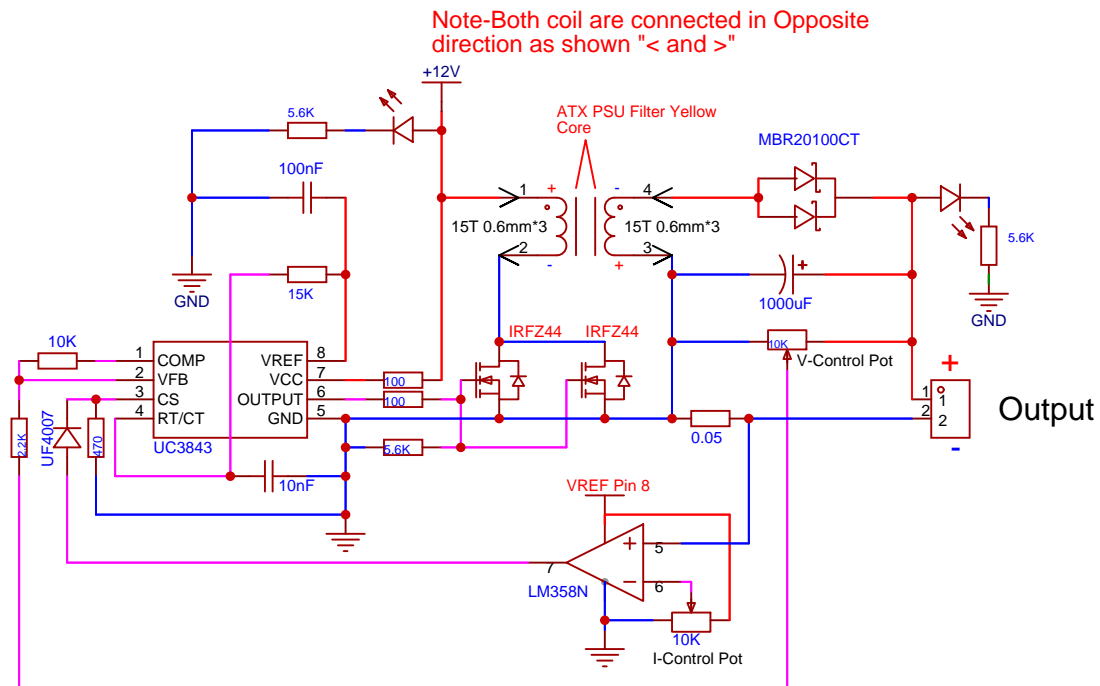 Note-Both coil are connected in Opposite
direction as shown "< and >"
+12V
5.6K
ATX PSU Filter Yellow
Core
MBR20100CT
100nF
1
+
-
4
15T 0.6mm*3
15T 0.6mm*3
5.6K
2
-
+
3
GND
15K
+
1000uF
GND
IRFZ44
IRFZ44
10K
V-Control Pot
10K
1
COMP
VREF
8
2
VFB
VCC
7
100
3
CS
OUTPUT
6
100
4
RT/CT
GND
5
UC3843
+
1
1
2
2
-
Output
0.05
2.2K
UF4007
470
5.6K
10nF
VREF Pin 8
+
5
7
-
6
LM358N
10K
I-Control Pot